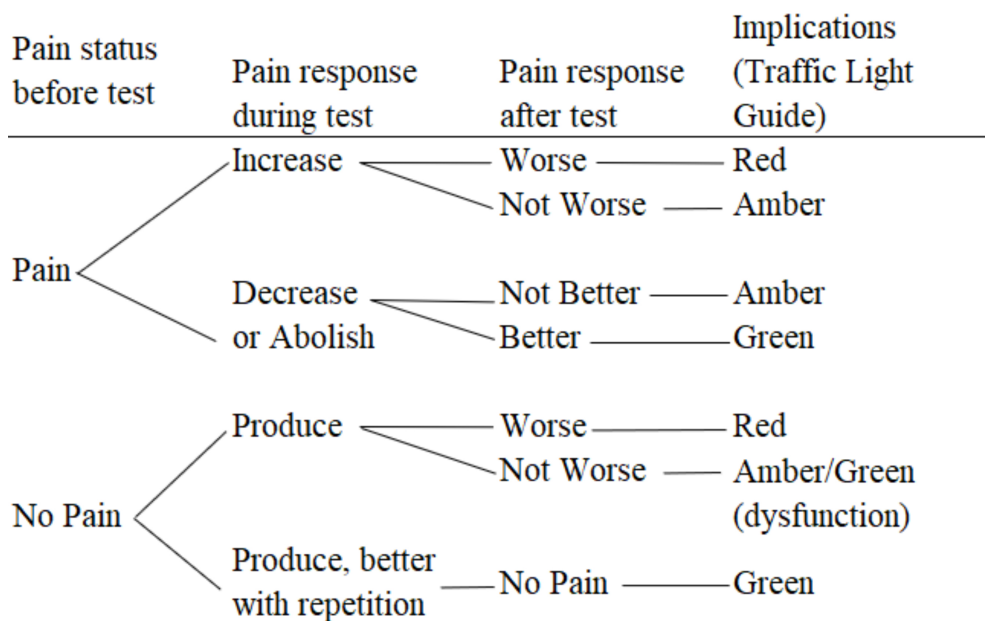 Pain status
before test
Pain response
during test
Pain response
after test
Implications
(Traffic Light
Guide)
Increase
Worse
Red
Not Worse
Amber
Pain
Decrease
or Abolish
Not Better
Amber
Better
Green
Produce
Worse
Red
Not Worse
Amber/Green
(dysfunction)
No Pain
Produce, better
with repetition
No Pain
Green